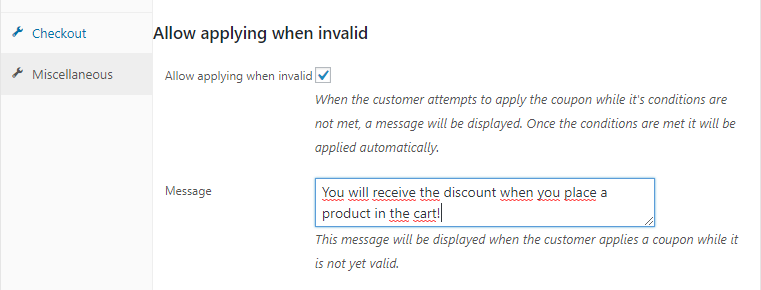 Checkout
Miscellaneous
Allow applying when invalid
Allow applying when invalid
When the customer attempts to apply the coupon while it's conditions are
not met, a message will be displayed. Once the conditions are met it will be
applied automatically.
Message
You will receive the discount when you place a
product in the cart!
This message will be displayed when the customer applies a coupon while it
is not yet valid.